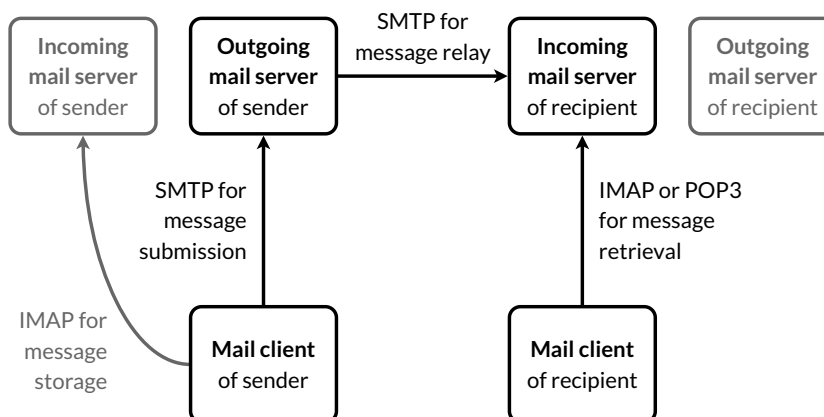 SMTP for
message relay
Incoming
mail server
of sender
Outgoing
mail server
of sender
Incoming
mail server
of recipient
Outgoing
mail server
of recipient
SMTP for
message
submission
IMAP or POP3
for message
retrieval
IMAP for
message
storage
Mail client
of sender
Mail client
of recipient